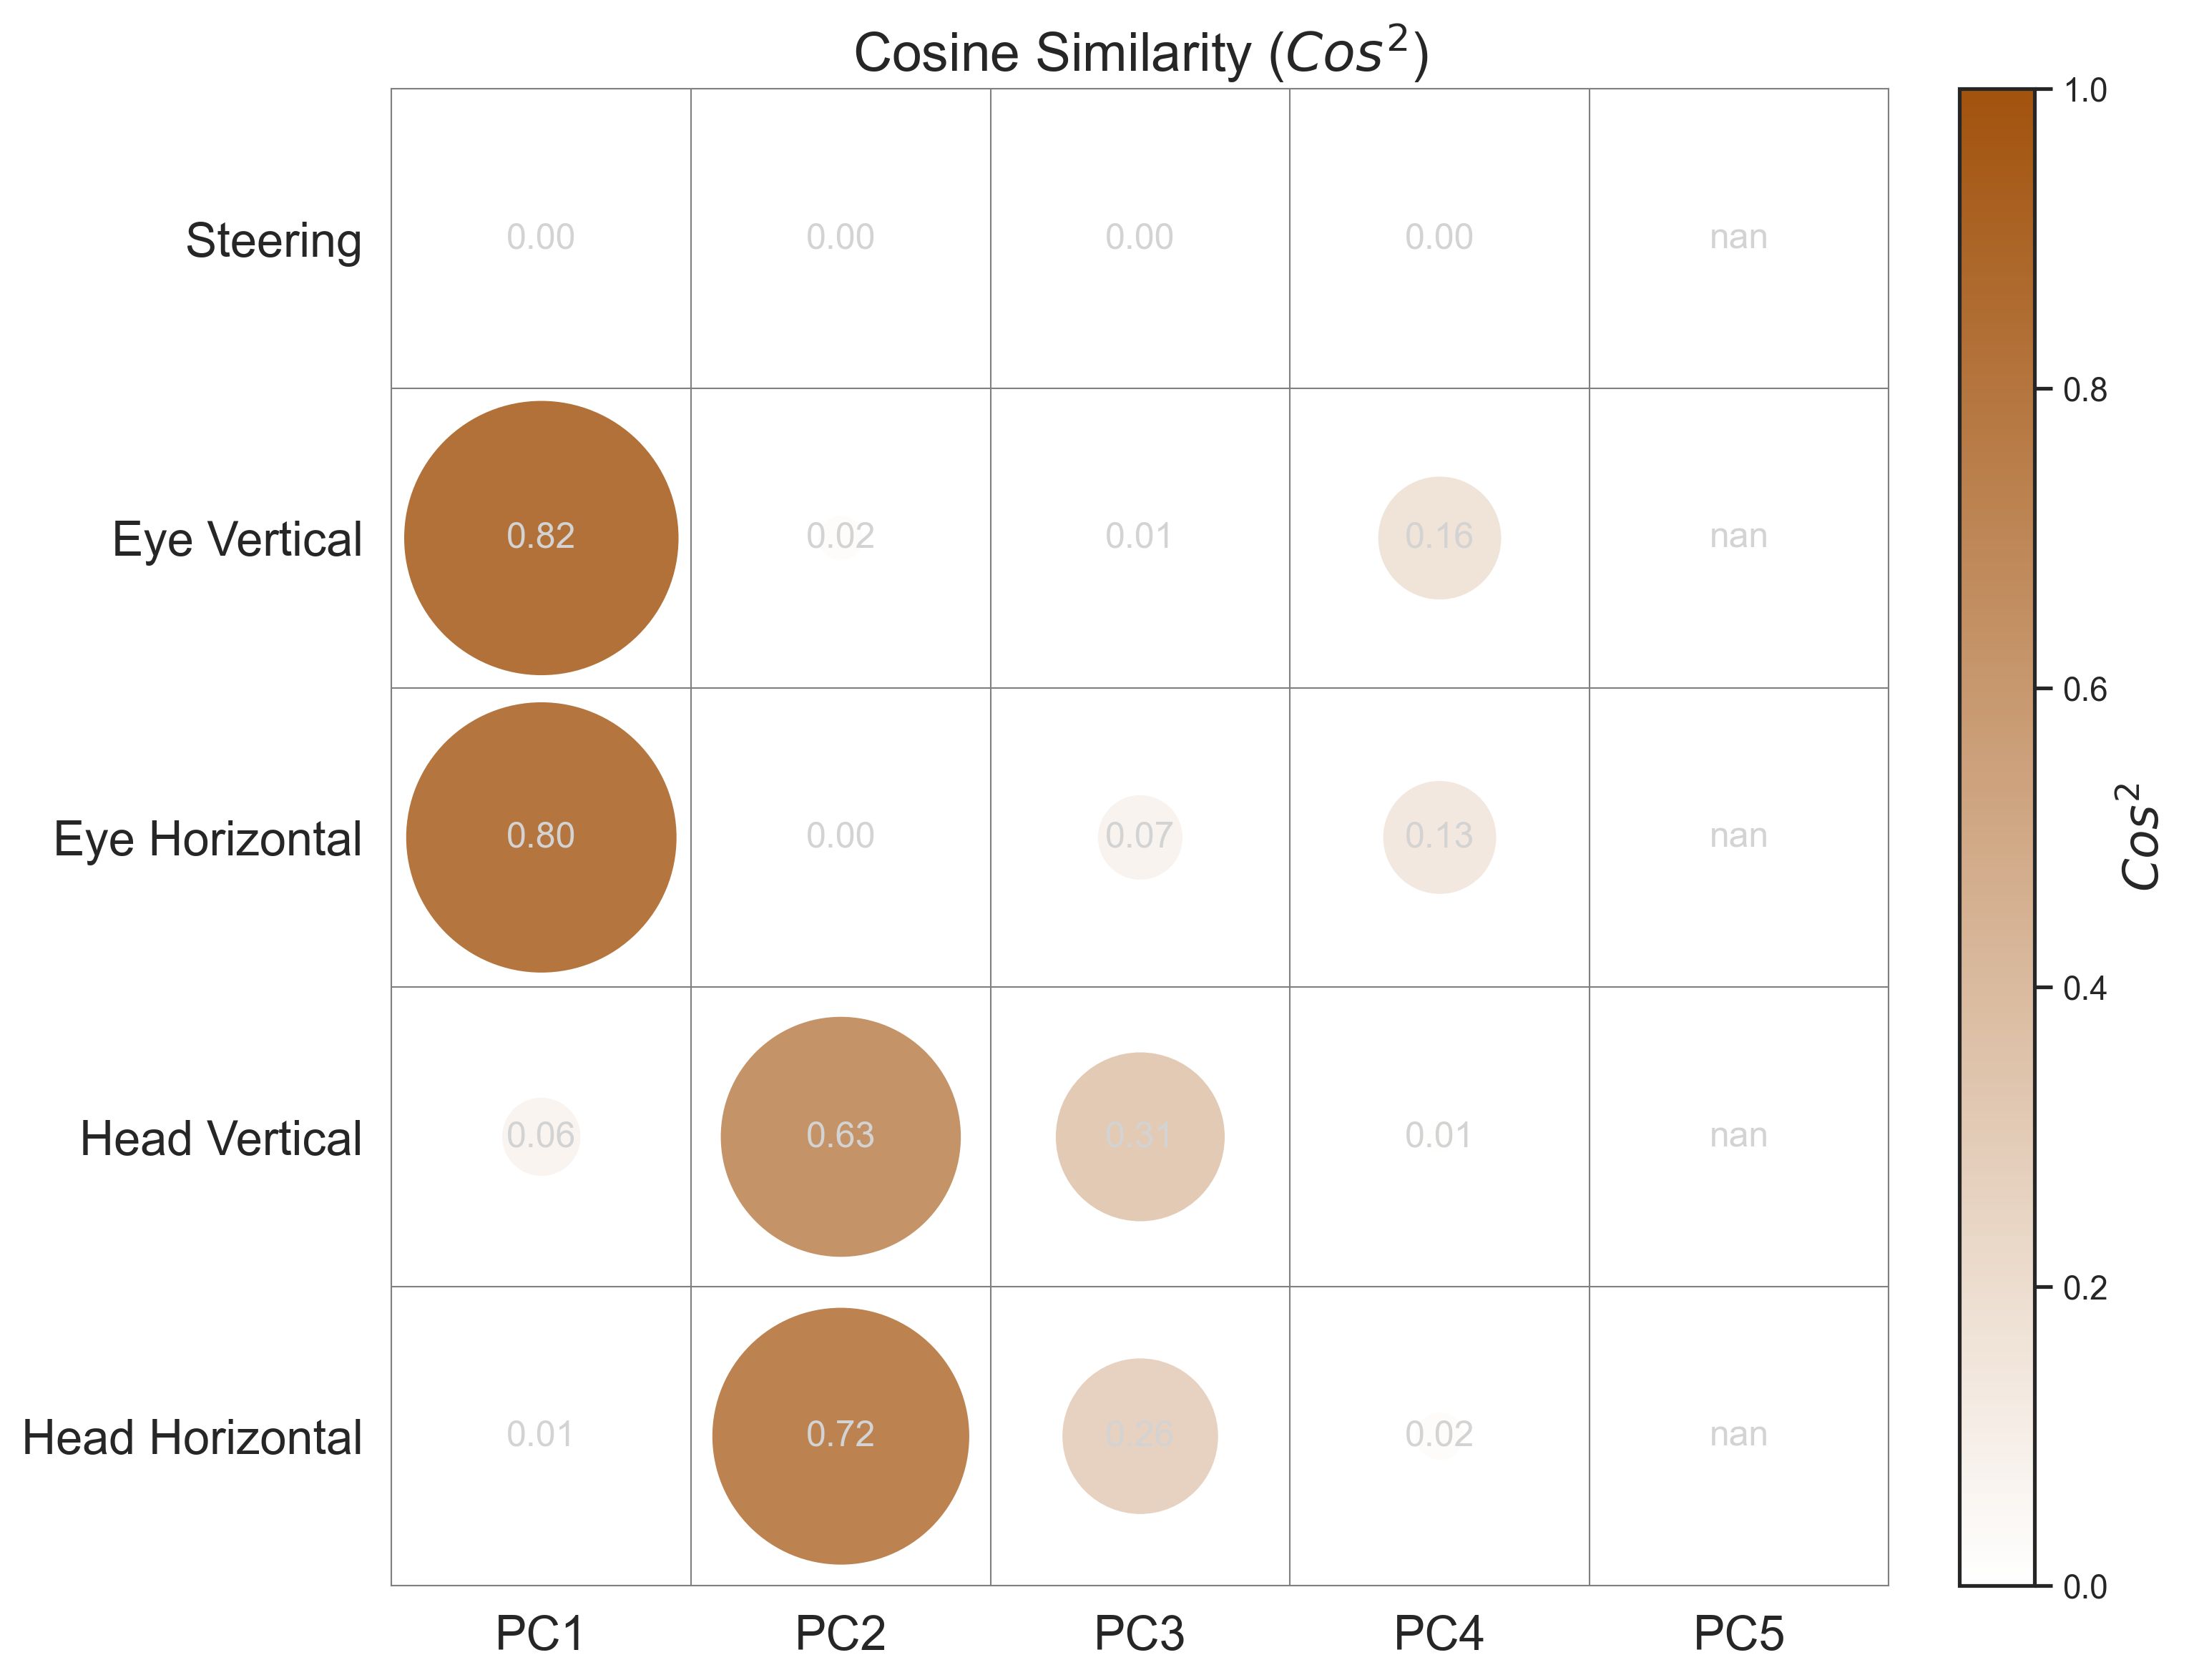 Cosine Similarity (Cos²)
Steering 0.00 0.00 0.00 0.00 nan
Eye Vertical 0.82 0.02 0.01 0.16 nan
Eye Horizontal 0.80 0.00 0.07 0.13 nan
Head Vertical 0.06 0.63 0.31 0.01 nan
Head Horizontal 0.01 0.72 0.26 0.02 nan
PC1 PC2 PC3 PC4 PC5
1.0
0.8
0.6
0.4
0.2
0.0
Cos²